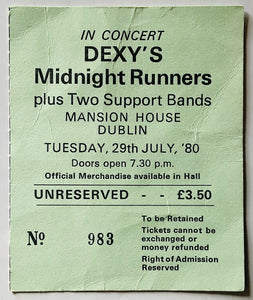 IN CONCERT
DEXY'S
Midnight Runners
plus Two Support Bands
MANSION HOUSE
DUBLIN
TUESDAY, 29th JULY, '80
Doors open 7.30 p.m.
Official Merchandise available in Hall
UNRESERVED - - £3.50
To be Retained
Tickets cannot be
exchanged or
money refunded
Right of Admission
Reserved
Nº 983